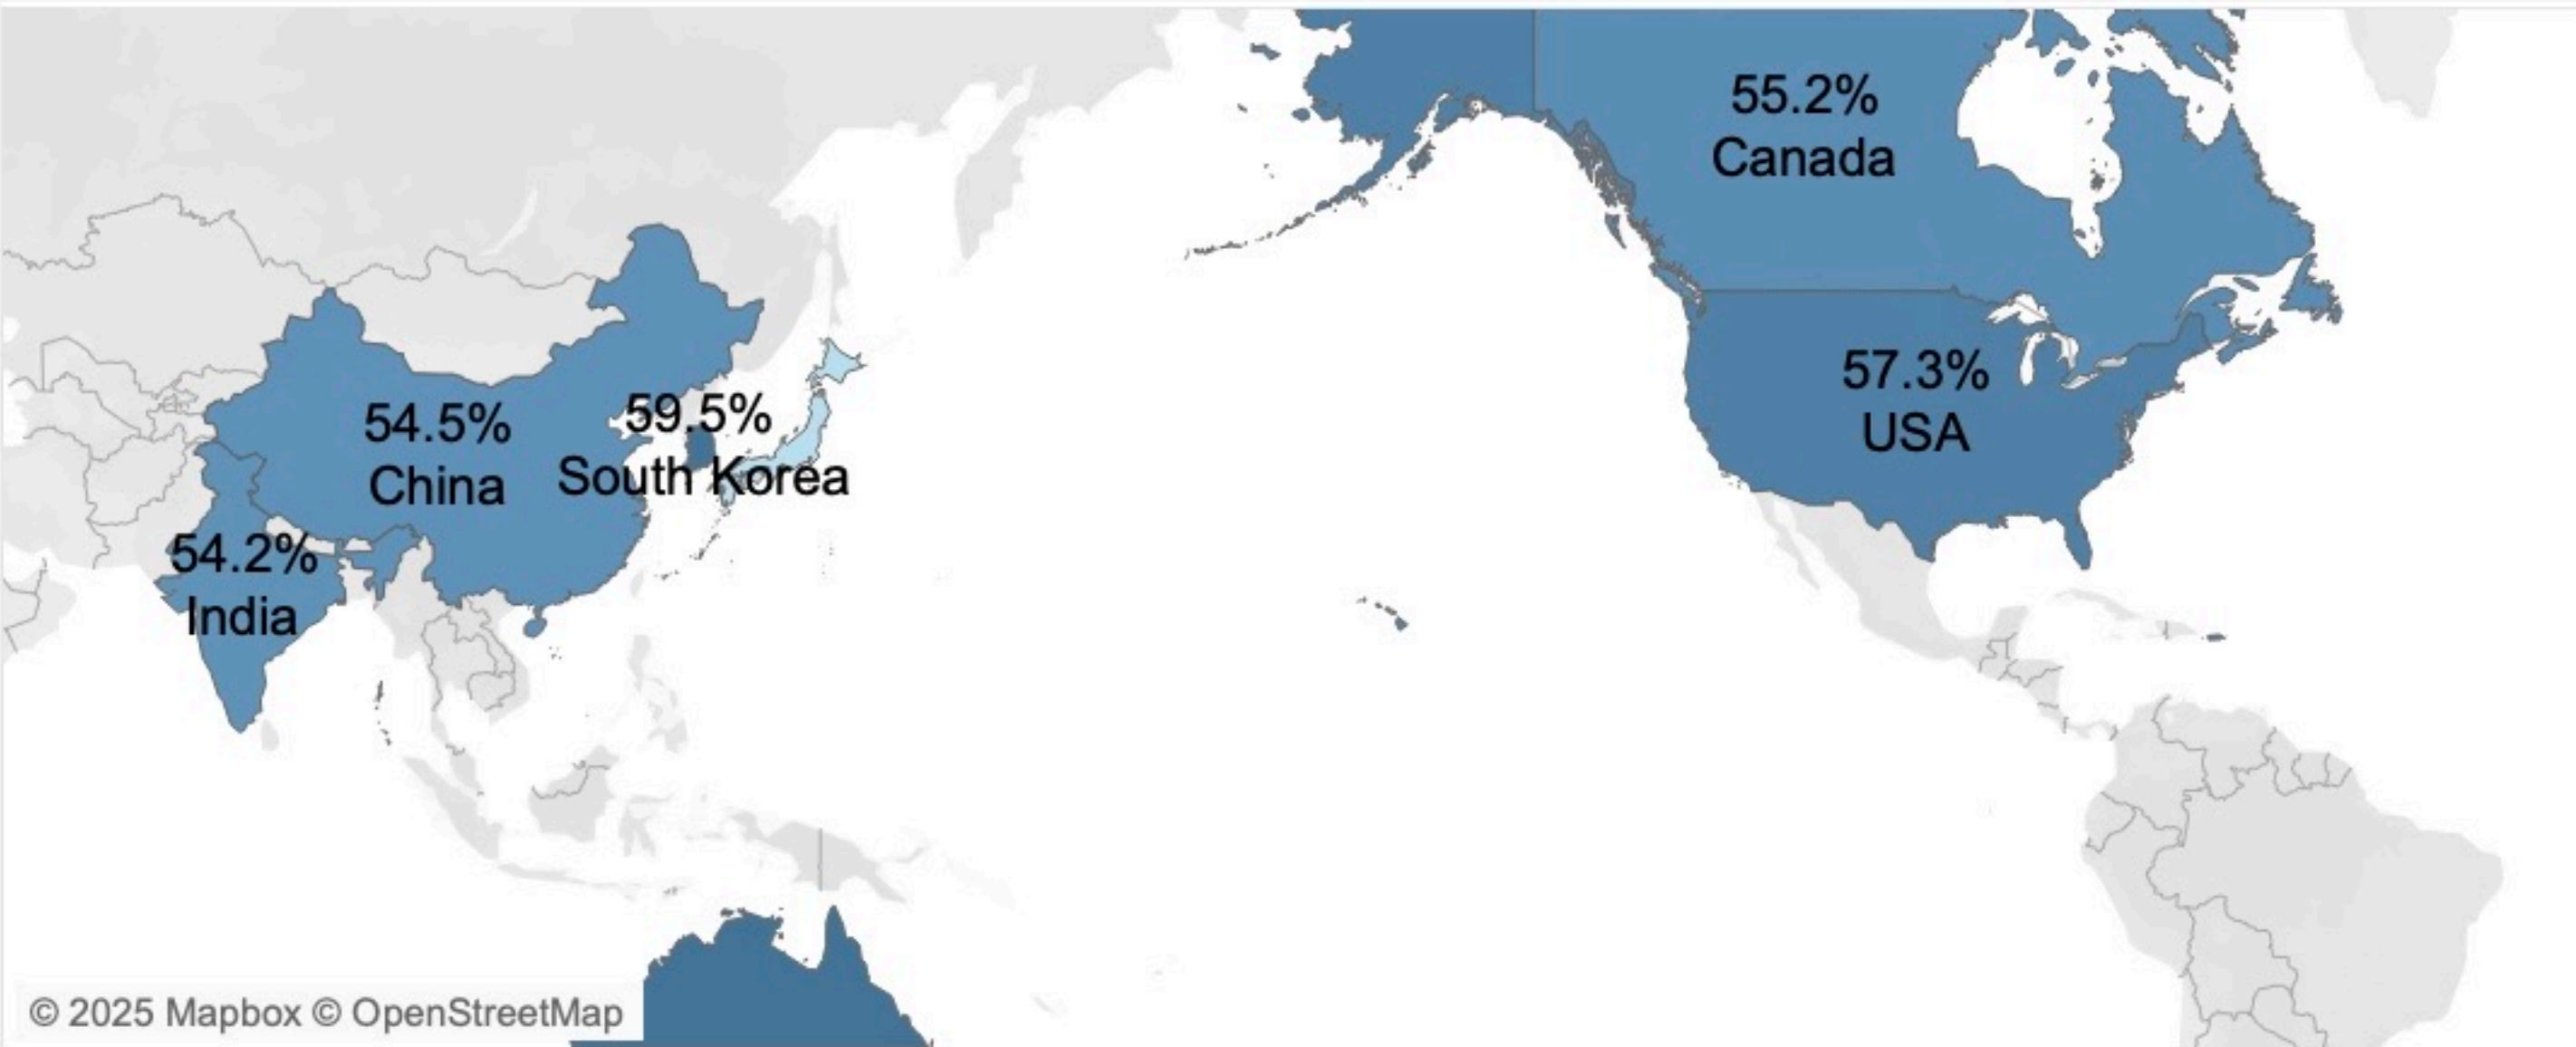 55.2%
Canada
57.3%
USA
54.5%
China
59.5%
South Korea
54.2%
India
© 2025 Mapbox © OpenStreetMap